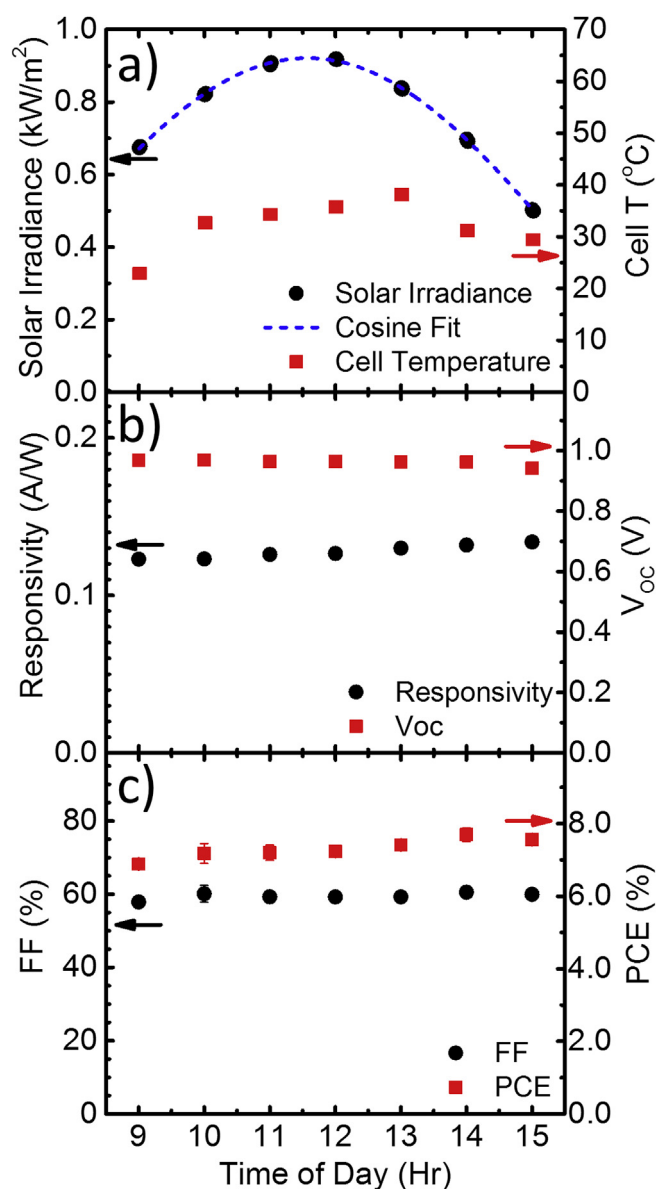 a)
Solar Irradiance (kW/m²)
1.0
0.8
0.6
0.4
0.2
0.0
Cell T (°C)
70
60
50
40
30
20
10
0
Solar Irradiance
Cosine Fit
Cell Temperature
b)
Responsivity (A/W)
0.2
0.1
0.0
V_OC (V)
1.0
0.8
0.6
0.4
0.2
0.0
Responsivity
Voc
c)
FF (%)
80
60
40
20
0
PCE (%)
8.0
6.0
4.0
2.0
0.0
FF
PCE
9 10 11 12 13 14 15
Time of Day (Hr)